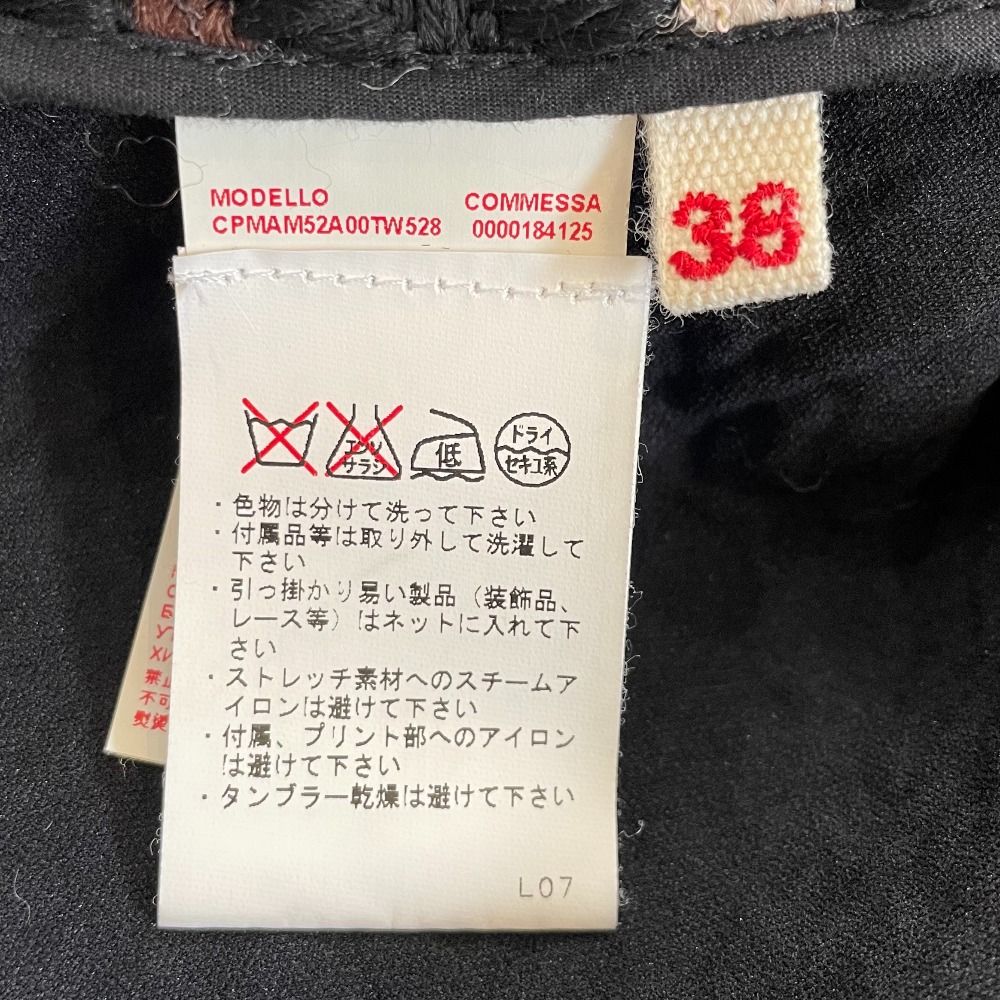 MODELLO COMMESSA
CPMAM52A00TW528 0000184125
38
エンソ
サラシ
低
ドライ
セキユ系
・色物は分けて洗って下さい
・付属品等は取り外して洗濯して
下さい
・引っ掛かり易い製品（装飾品、
レース等）はネットに入れて下
さい
・ストレッチ素材へのスチームア
イロンは避けて下さい
・付属、プリント部へのアイロン
は避けて下さい
・タンブラー乾燥は避けて下さい
L07
禁止
不可
熨燙